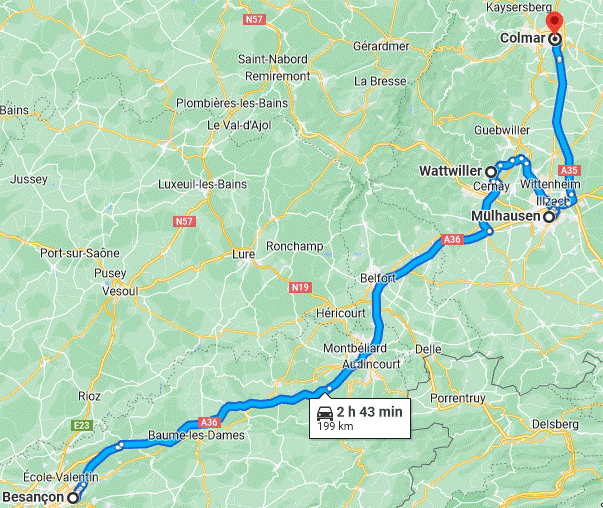 Kaysersberg
N57
Colmar
Gérardmer
Saint-Nabord
Remiremont
La Bresse
Plombières-les-Bains
Bains
Le Val-d'Ajol
Guebwiller
A35
Wattwiller
Jussey
Luxeuil-les-Bains
Cernay
Wittenheim
Illzach
Mülhausen
N57
A36
Ronchamp
Port-sur-Saône
Lure
Pusey
Belfort
Vesoul
N19
Héricourt
Montbéliard
Delle
Audincourt
Rioz
Porrentruy
2 h 43 min
199 km
A36
E23
Delsberg
Baume-les-Dames
École-Valentin
Besançon